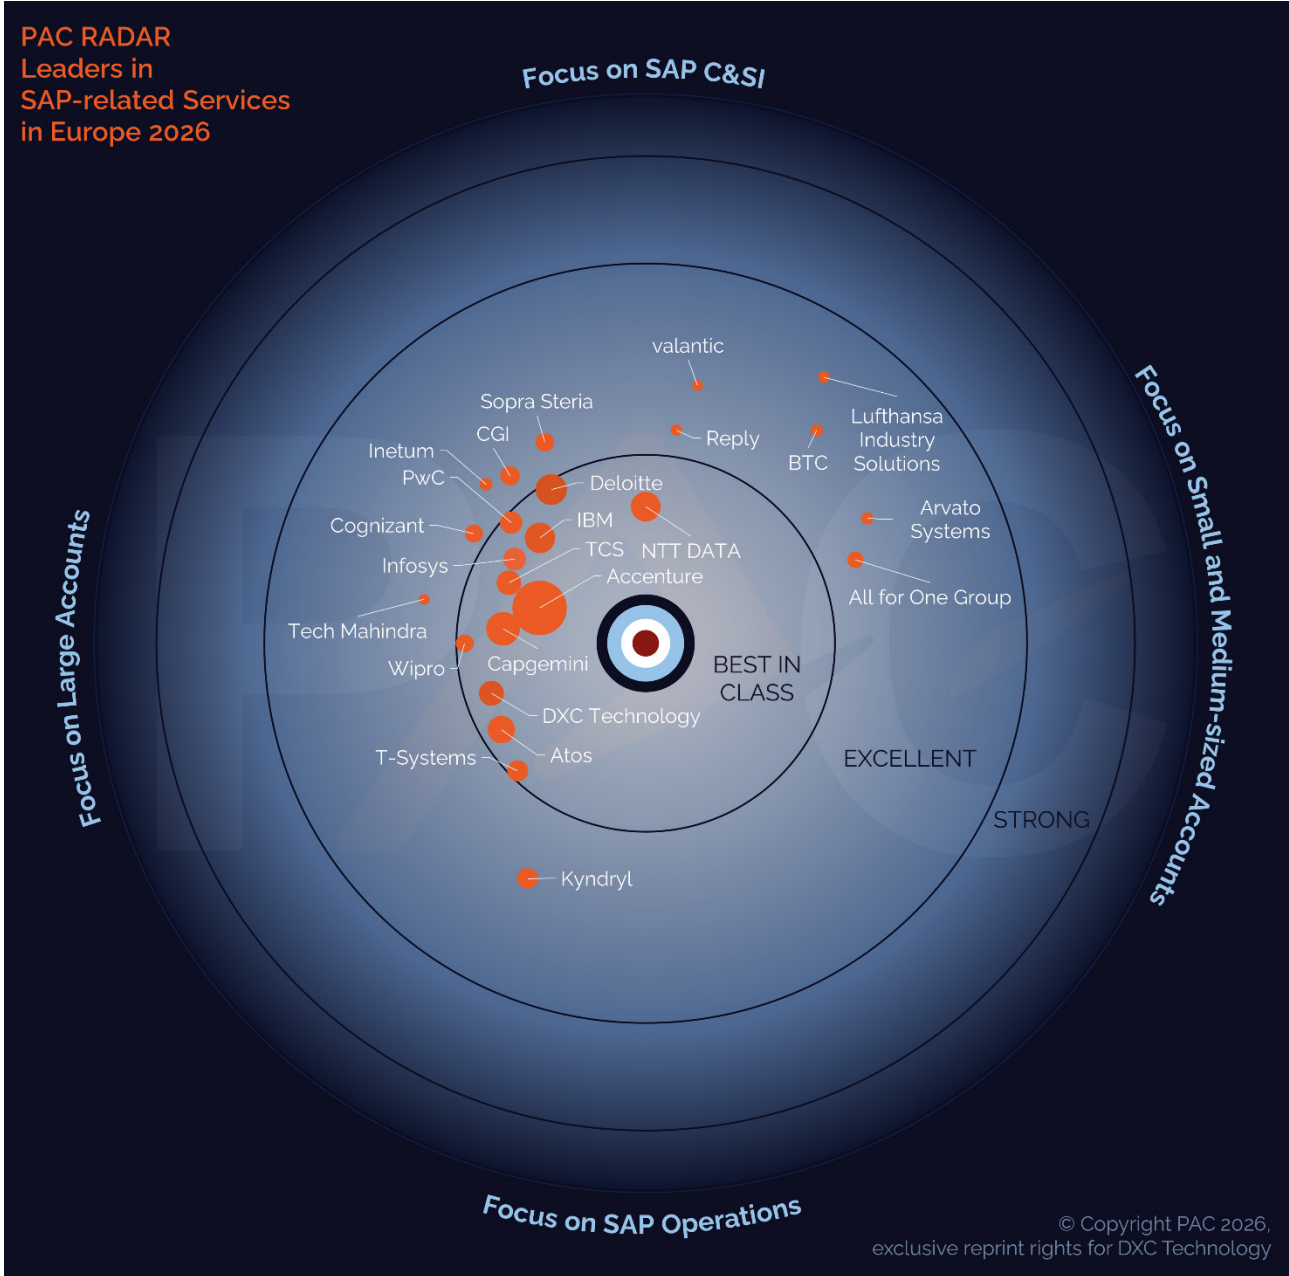 PAC RADAR
Leaders in
SAP-related Services
in Europe 2026
Focus on SAP C&SI
Focus on Large Accounts
Focus on Small and Medium-sized Accounts
valantic
Sopra Steria
Lufthansa
Industry
Solutions
CGI
Reply
Inetum
BTC
PwC
Deloitte
Arvato
Systems
Cognizant
IBM
TCS
NTT DATA
Infosys
Accenture
All for One Group
Tech Mahindra
Wipro
Capgemini
BEST IN
CLASS
DXC Technology
T-Systems
Atos
EXCELLENT
STRONG
Kyndryl
PAC
Focus on SAP Operations
© Copyright PAC 2026,
exclusive reprint rights for DXC Technology